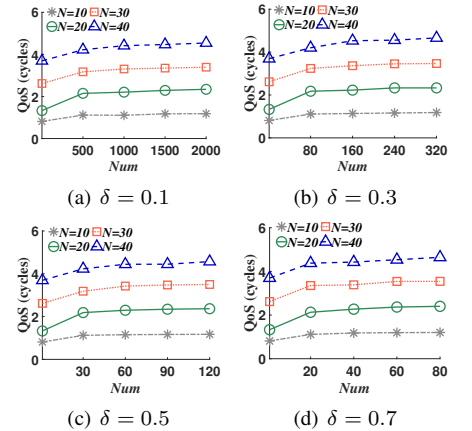 N=10 N=30
N=20 N=40
QoS (cycles)
6
4
2
0
500 1000 1500 2000
Num
(a) δ = 0.1
N=10 N=30
N=20 N=40
QoS (cycles)
6
4
2
0
80 160 240 320
Num
(b) δ = 0.3
N=10 N=30
N=20 N=40
QoS (cycles)
6
4
2
0
30 60 90 120
Num
(c) δ = 0.5
N=10 N=30
N=20 N=40
QoS (cycles)
6
4
2
0
20 40 60 80
Num
(d) δ = 0.7